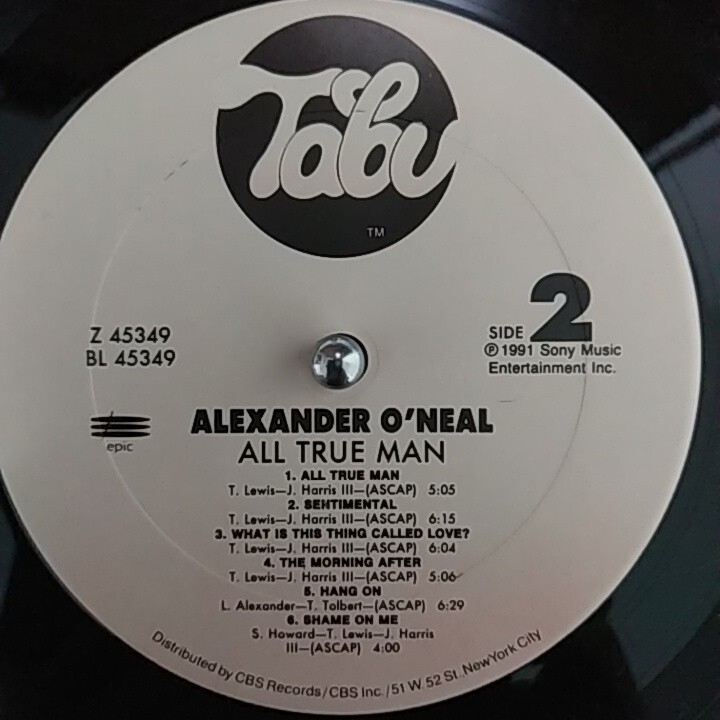 Tabu
TM
Z 45349
BL 45349
SIDE 2
℗ 1991 Sony Music
Entertainment Inc.
epic
ALEXANDER O'NEAL
ALL TRUE MAN
1. ALL TRUE MAN
T. Lewis—J. Harris III—(ASCAP) 5:05
2. SENTIMENTAL
T. Lewis—J. Harris III—(ASCAP) 6:15
3. WHAT IS THIS THING CALLED LOVE?
T. Lewis—J. Harris III—(ASCAP) 6:04
4. THE MORNING AFTER
T. Lewis—J. Harris III—(ASCAP) 5:06
5. HANG ON
L. Alexander—T. Tolbert—(ASCAP) 6:29
6. SHAME ON ME
S. Howard—T. Lewis—J. Harris
III—(ASCAP) 4:00
Distributed by CBS Records/CBS Inc./51 W. 52 St., New York City